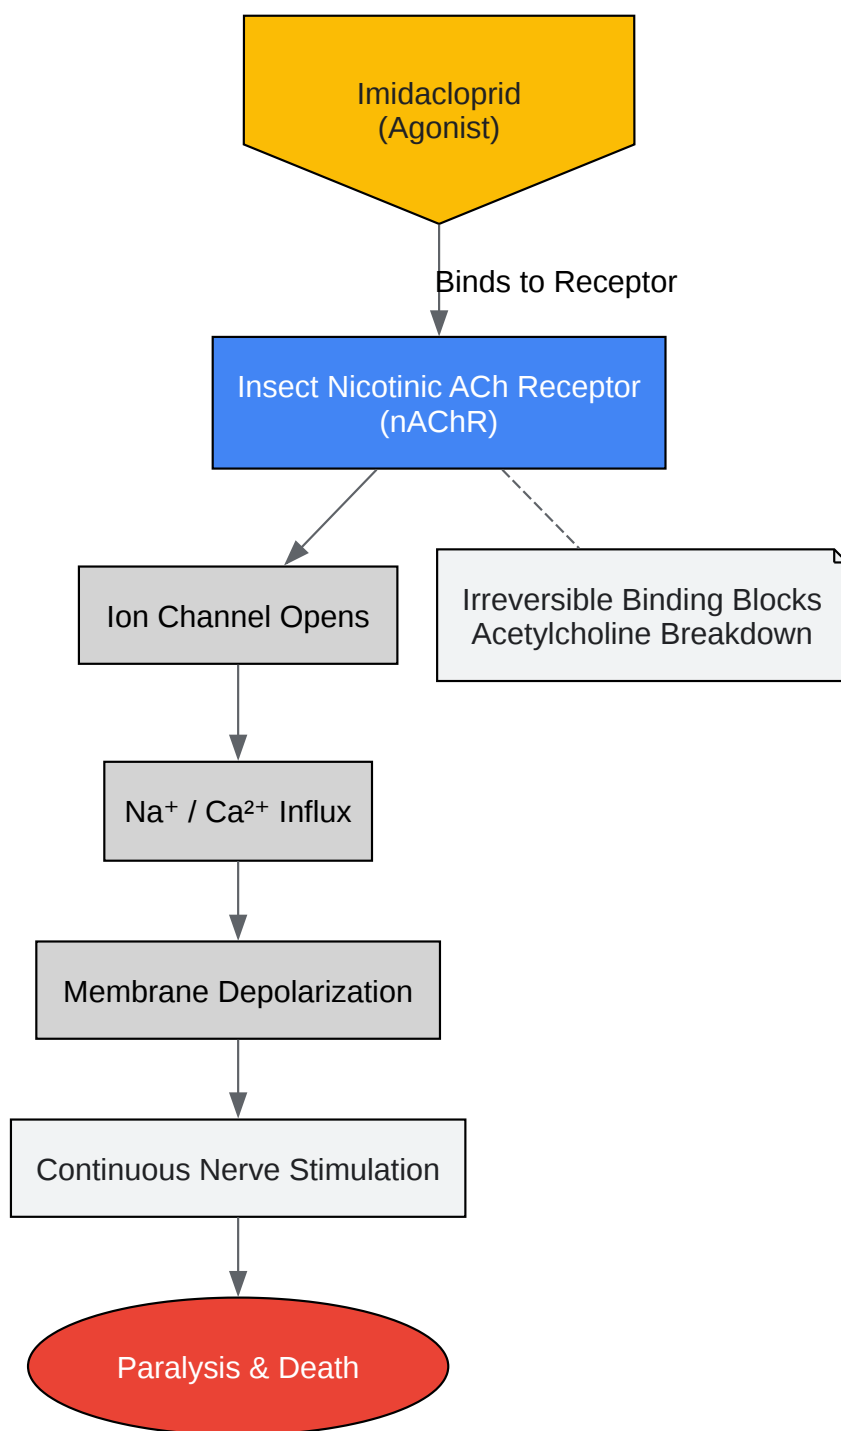 Imidacloprid
(Agonist)
Binds to Receptor
Insect Nicotinic ACh Receptor
(nAChR)
Ion Channel Opens
Irreversible Binding Blocks
Acetylcholine Breakdown
Na⁺ / Ca²⁺ Influx
Membrane Depolarization
Continuous Nerve Stimulation
Paralysis & Death